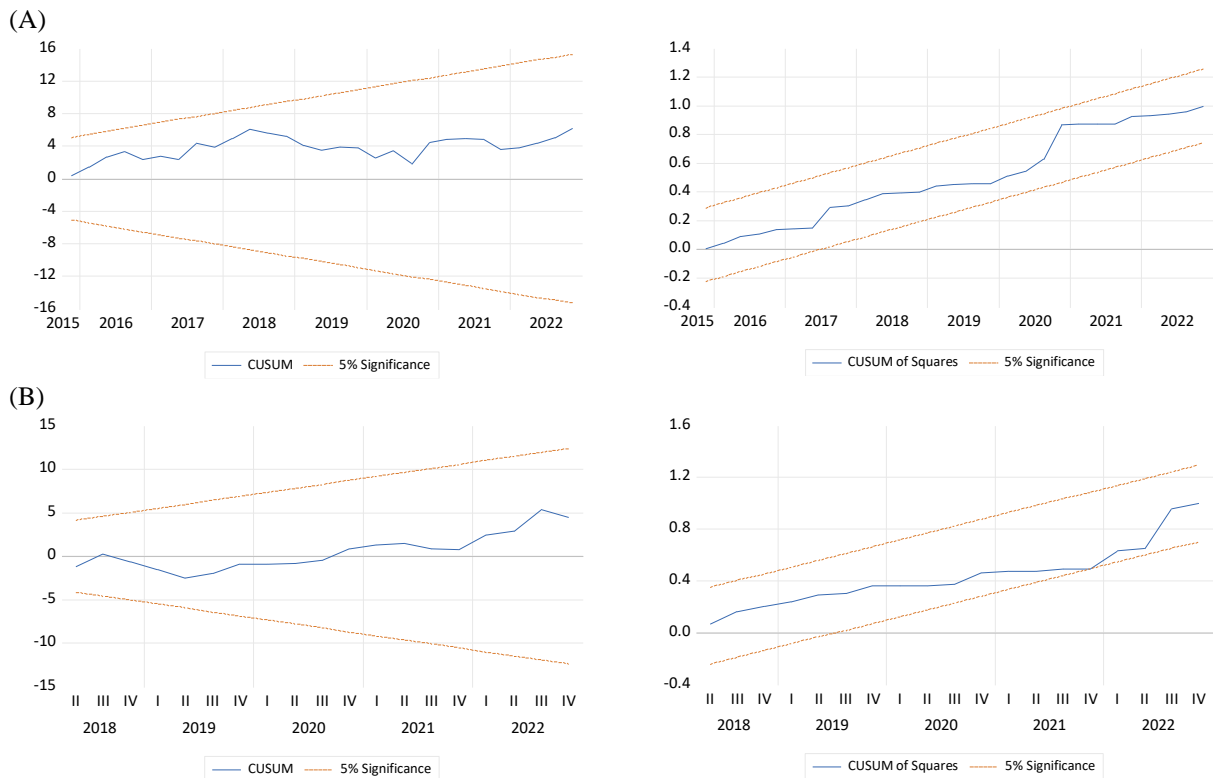 (A)
16
12
8
4
0
-4
-8
-12
-16
2015 2016 2017 2018 2019 2020 2021 2022
CUSUM 5% Significance
1.4
1.2
1.0
0.8
0.6
0.4
0.2
0.0
-0.2
-0.4
2015 2016 2017 2018 2019 2020 2021 2022
CUSUM of Squares 5% Significance
(B)
15
10
5
0
-5
-10
-15
II III IV I II III IV I II III IV I II III IV I II III IV
2018 2019 2020 2021 2022
CUSUM 5% Significance
1.6
1.2
0.8
0.4
0.0
-0.4
II III IV I II III IV I II III IV I II III IV I II III IV
2018 2019 2020 2021 2022
CUSUM of Squares 5% Significance